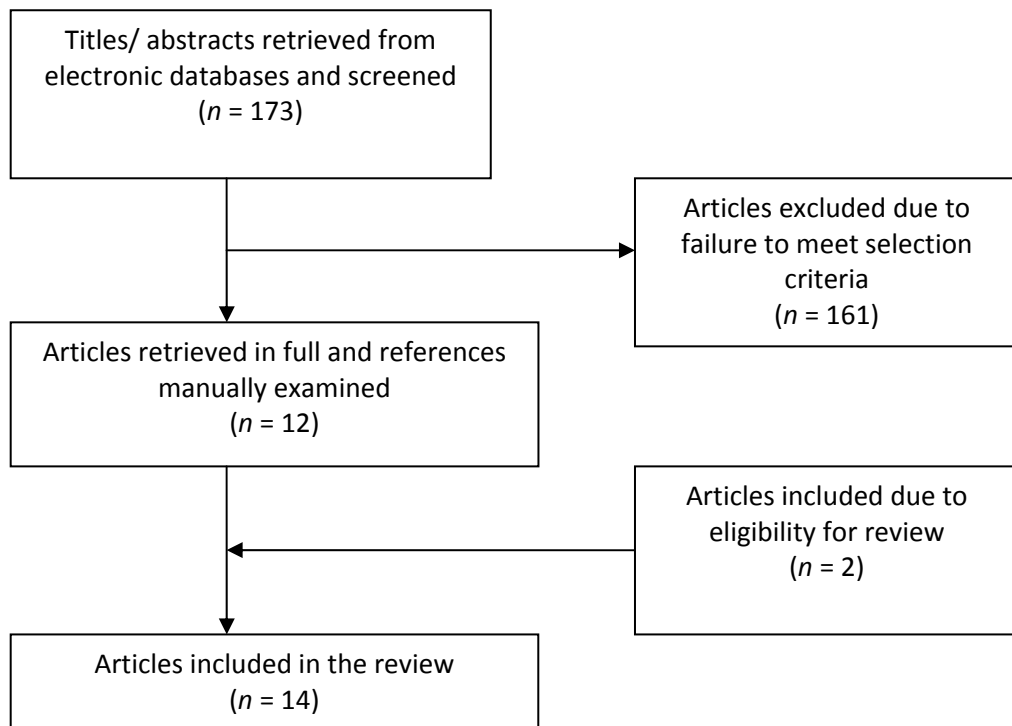 Titles/ abstracts retrieved from
electronic databases and screened
(n = 173)
Articles excluded due to
failure to meet selection
criteria
(n = 161)
Articles retrieved in full and references
manually examined
(n = 12)
Articles included due to
eligibility for review
(n = 2)
Articles included in the review
(n = 14)